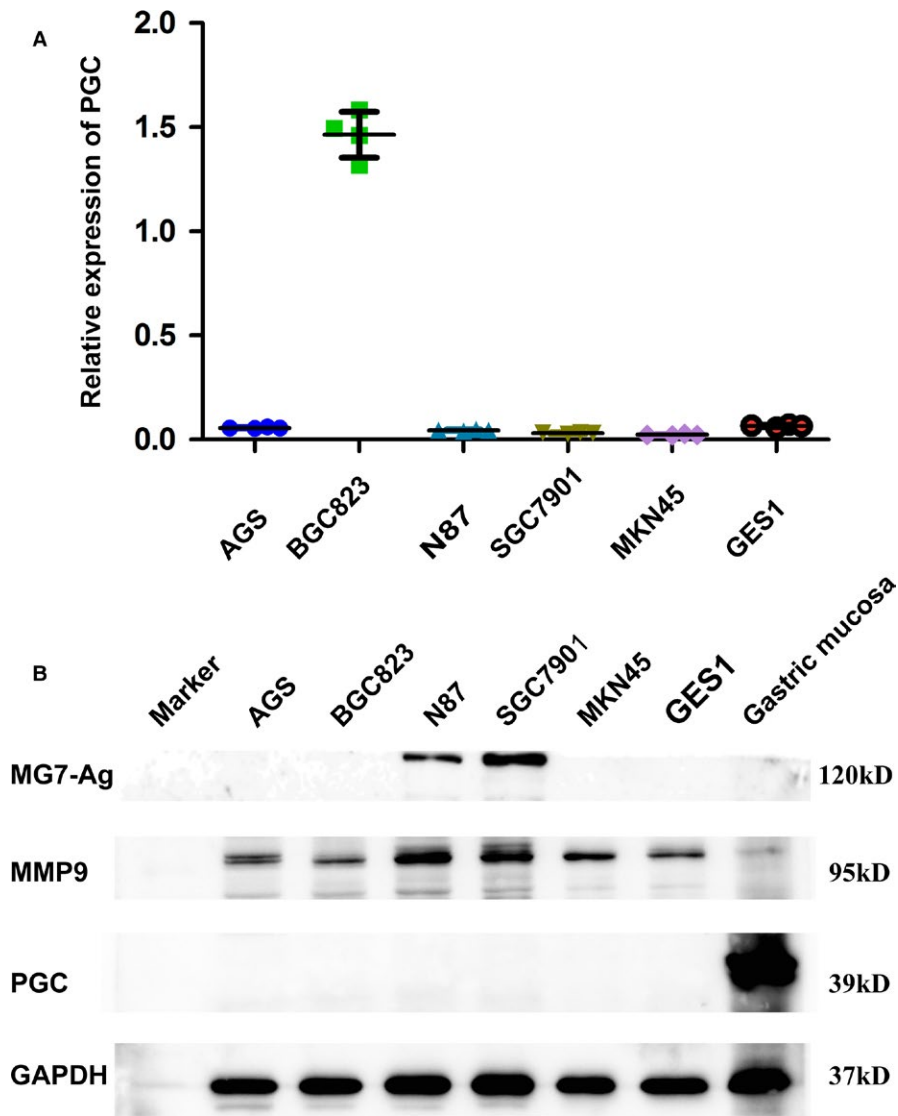 A
Relative expression of PGC
2.0
1.5
1.0
0.5
0.0
AGS
BGC823
N87
SGC7901
MKN45
GES1
B
Marker
AGS
BGC823
N87
SGC7901
MKN45
GES1
Gastric mucosa
MG7-Ag
120kD
MMP9
95kD
PGC
39kD
GAPDH
37kD